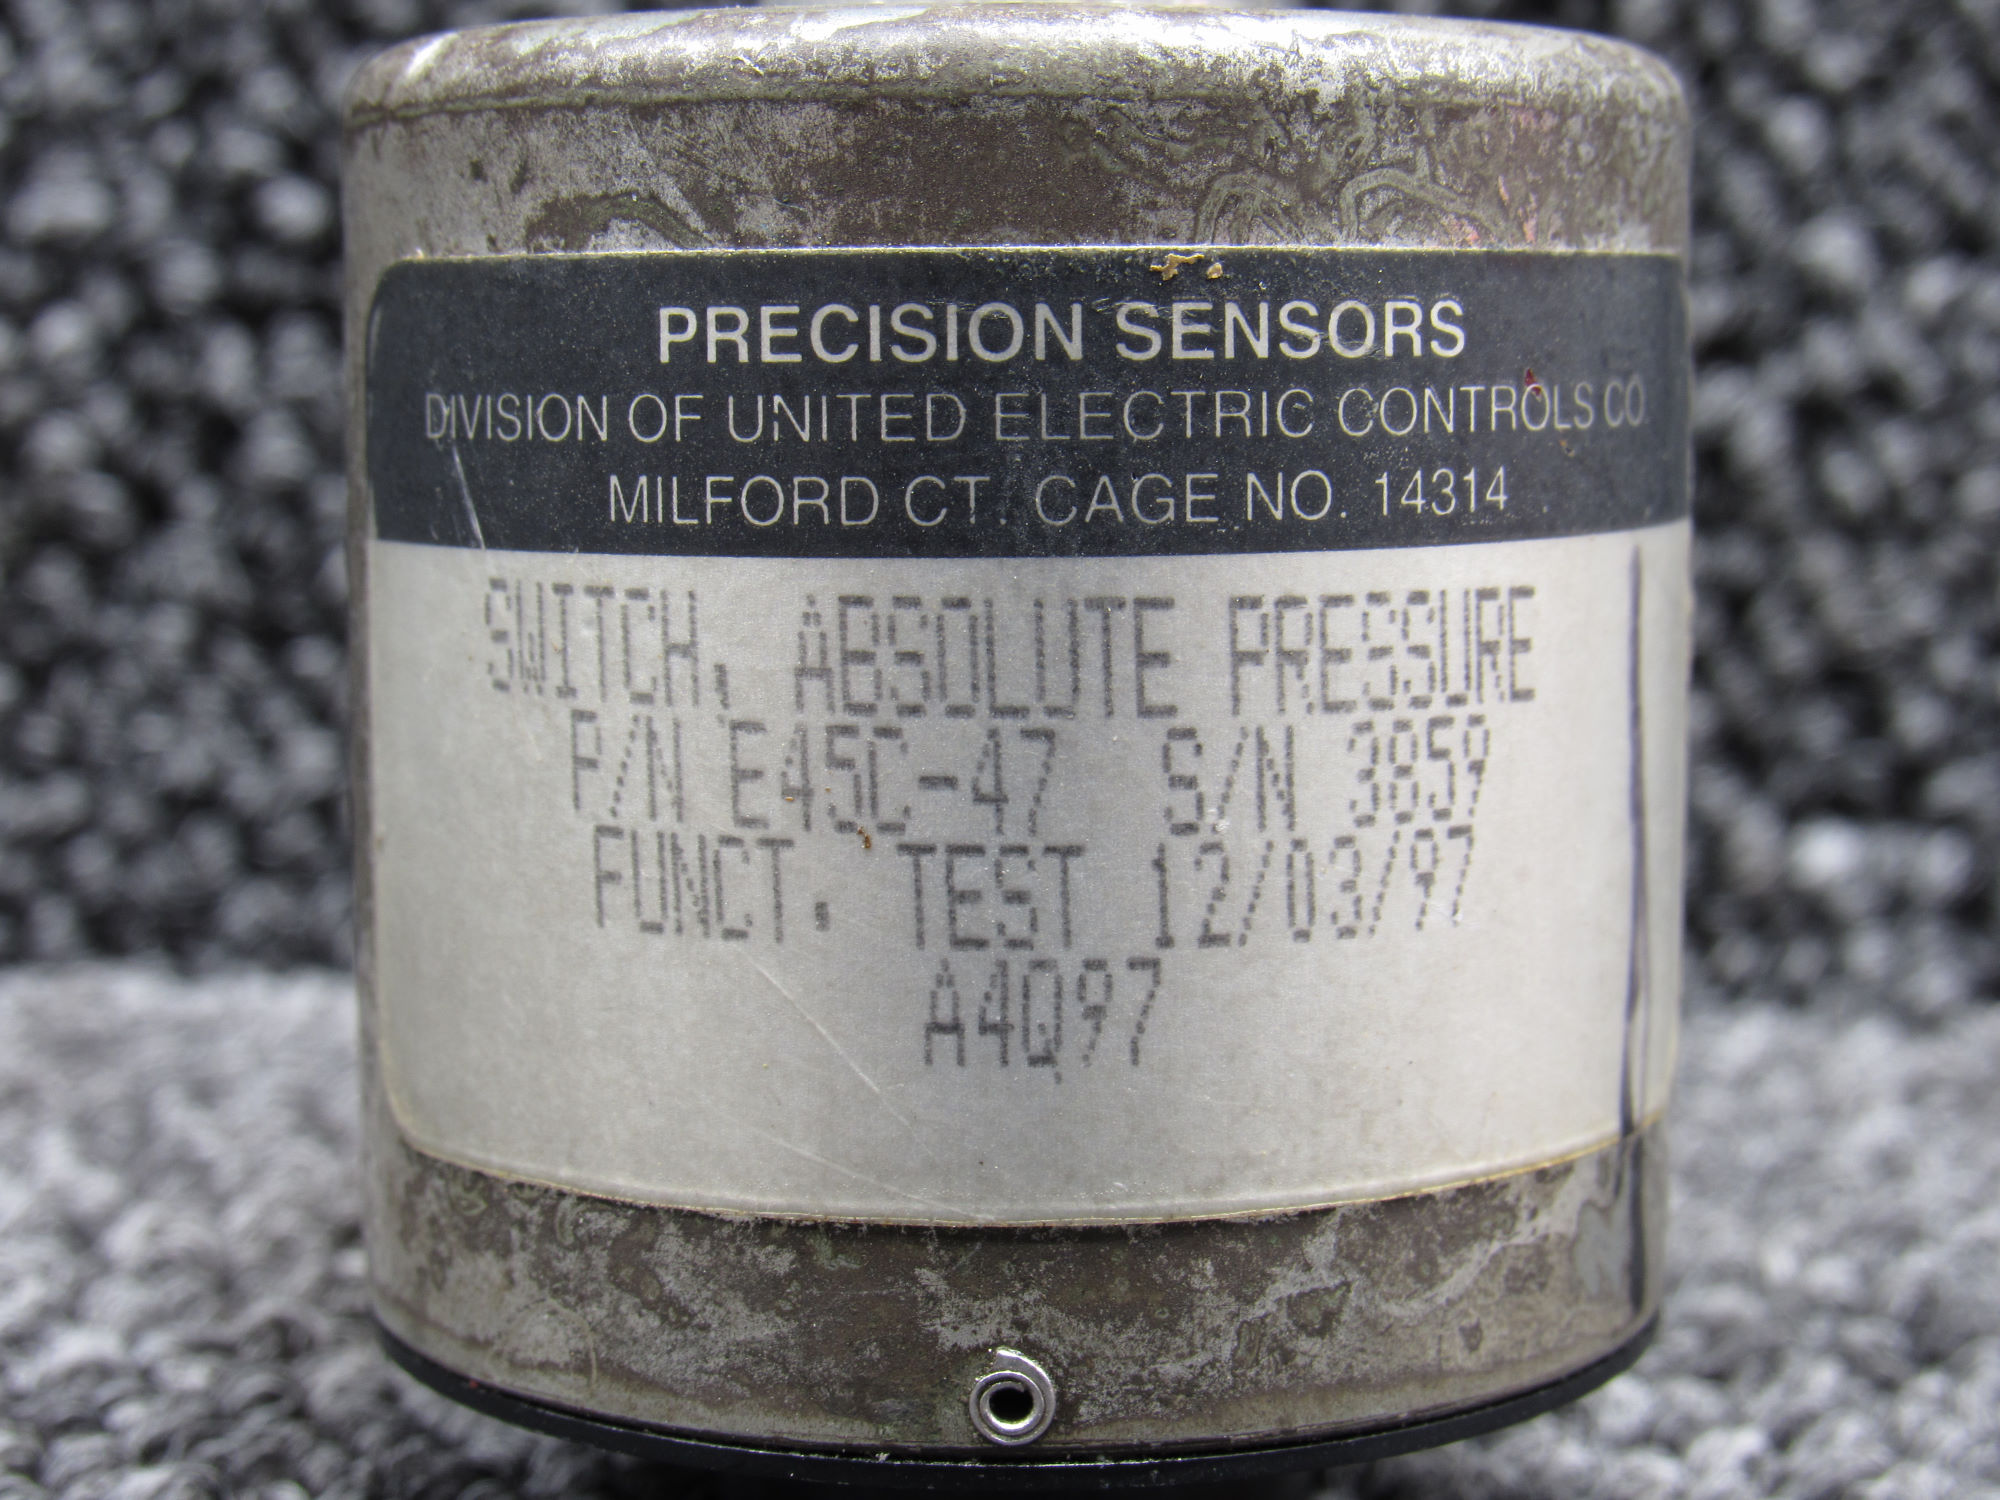 PRECISION SENSORS
DIVISION OF UNITED ELECTRIC CONTROLS CO.
MILFORD CT. CAGE NO. 14314
SWITCH, ABSOLUTE PRESSURE
P/N E45C-47 S/N 3859
FUNCT. TEST 12/03/97
A4Q97